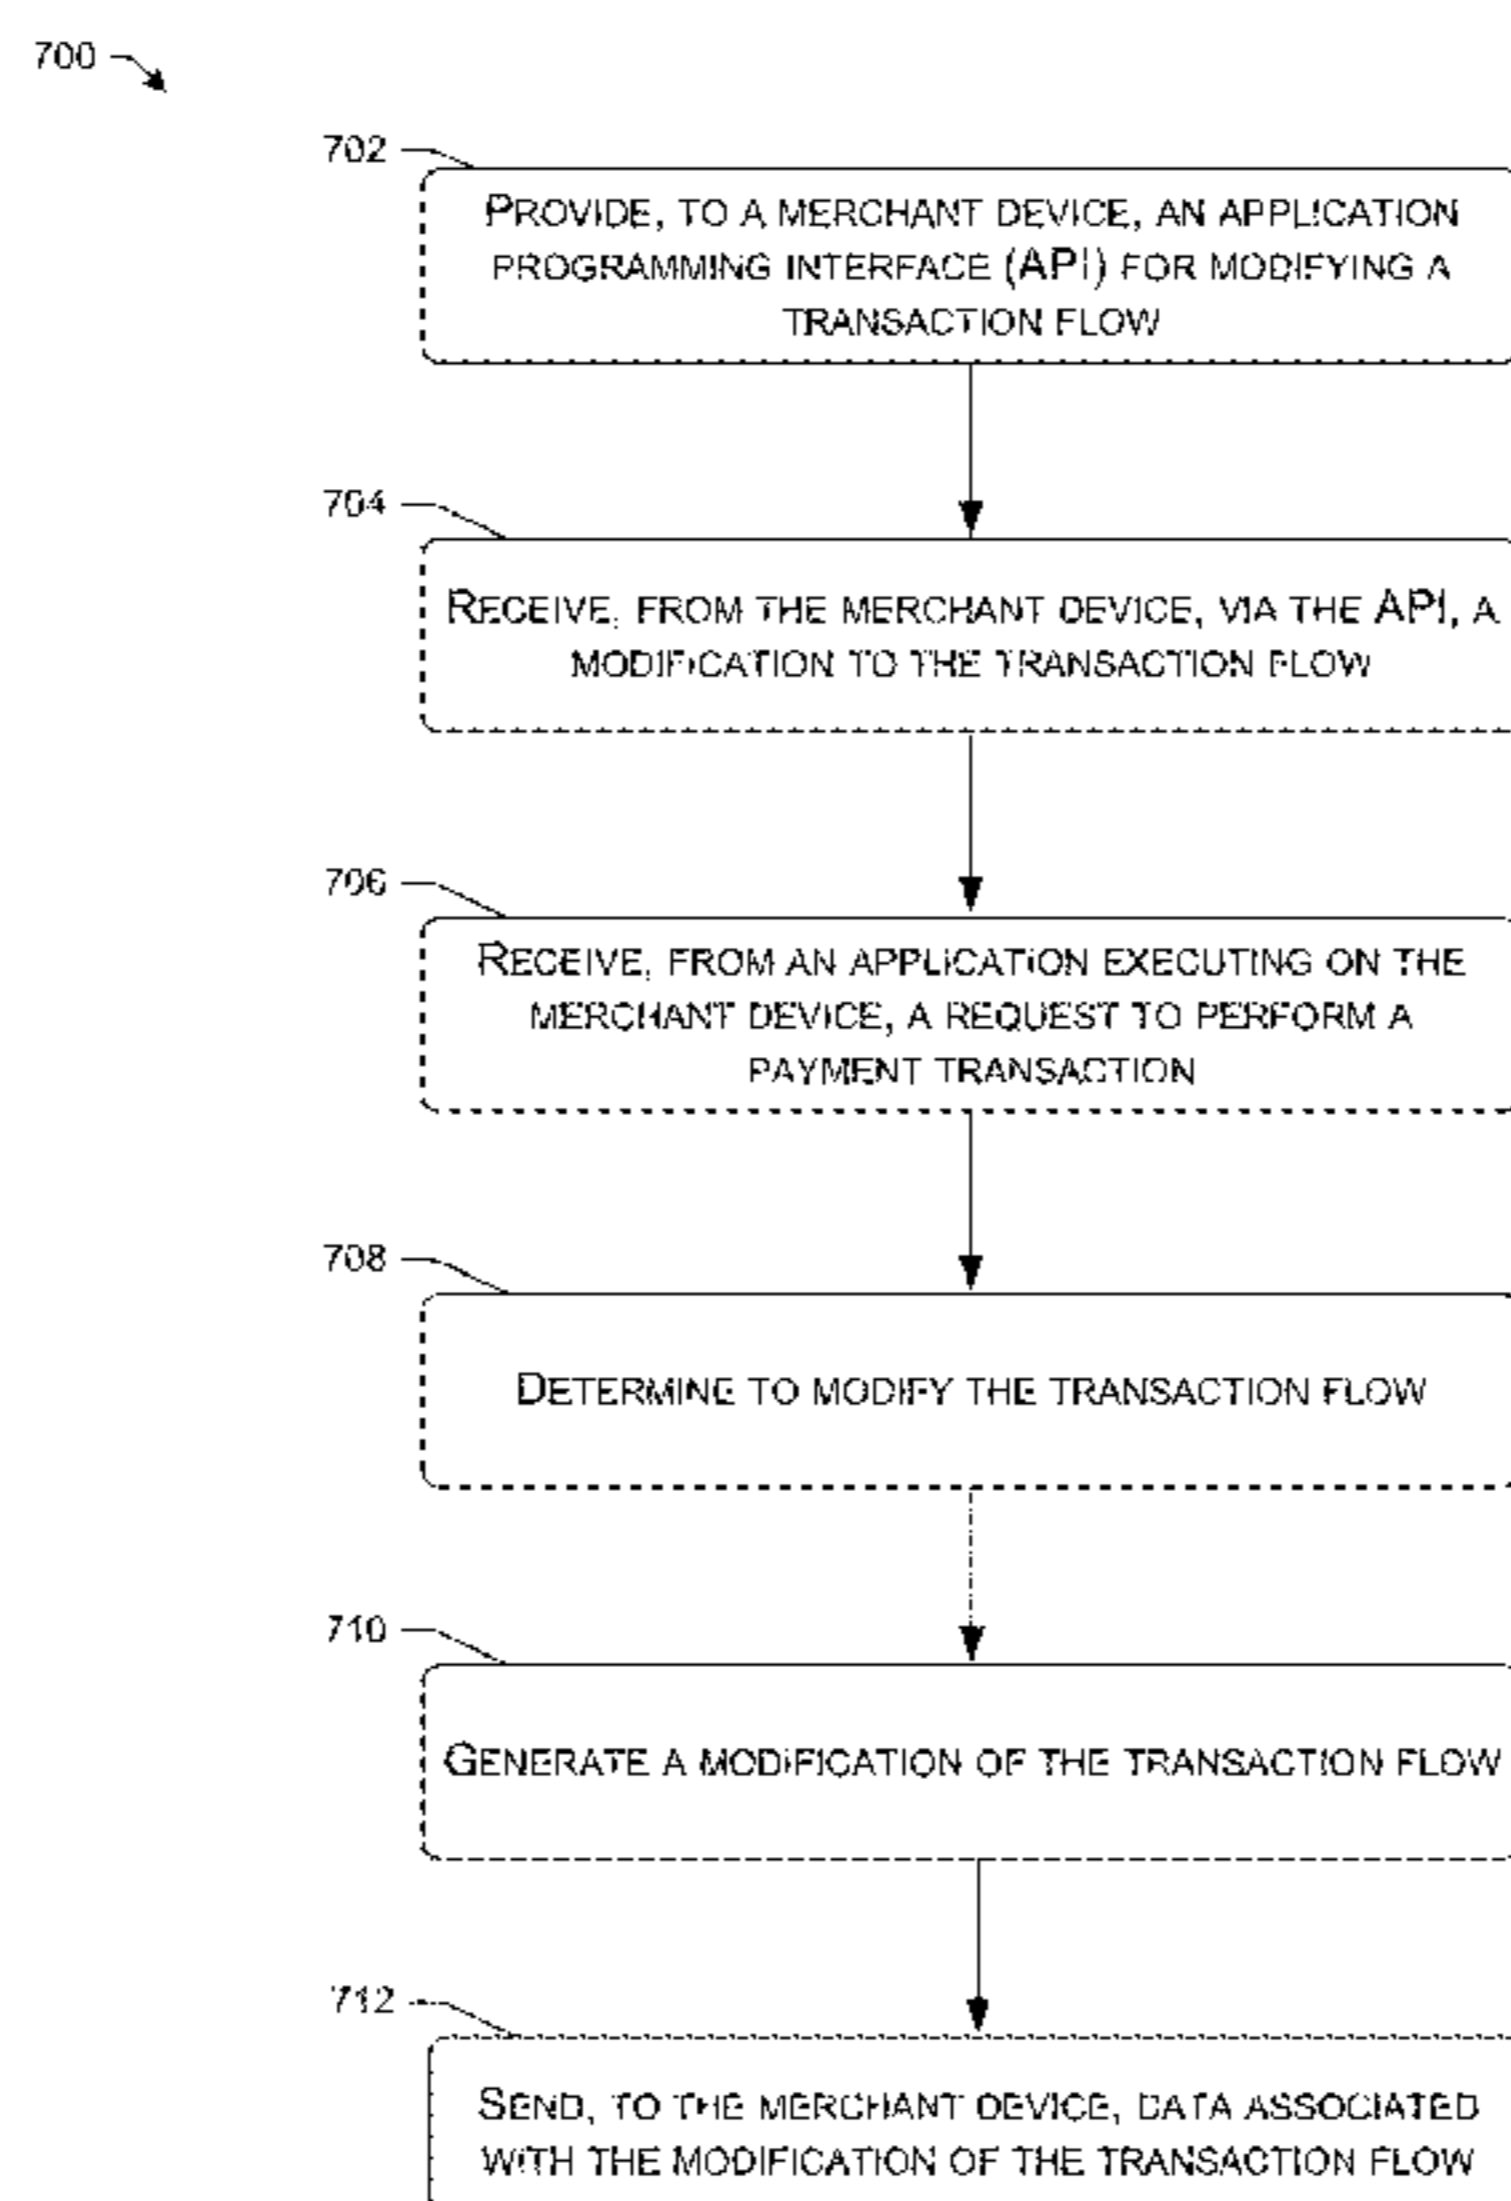 700
702
PROVIDE, TO A MERCHANT DEVICE, AN APPLICATION
PROGRAMMING INTERFACE (API) FOR MODIFYING A
TRANSACTION FLOW
704
RECEIVE, FROM THE MERCHANT DEVICE, VIA THE API, A
MODIFICATION TO THE TRANSACTION FLOW
706
RECEIVE, FROM AN APPLICATION EXECUTING ON THE
MERCHANT DEVICE, A REQUEST TO PERFORM A
PAYMENT TRANSACTION
708
DETERMINE TO MODIFY THE TRANSACTION FLOW
710
GENERATE A MODIFICATION OF THE TRANSACTION FLOW
712
SEND, TO THE MERCHANT DEVICE, DATA ASSOCIATED
WITH THE MODIFICATION OF THE TRANSACTION FLOW